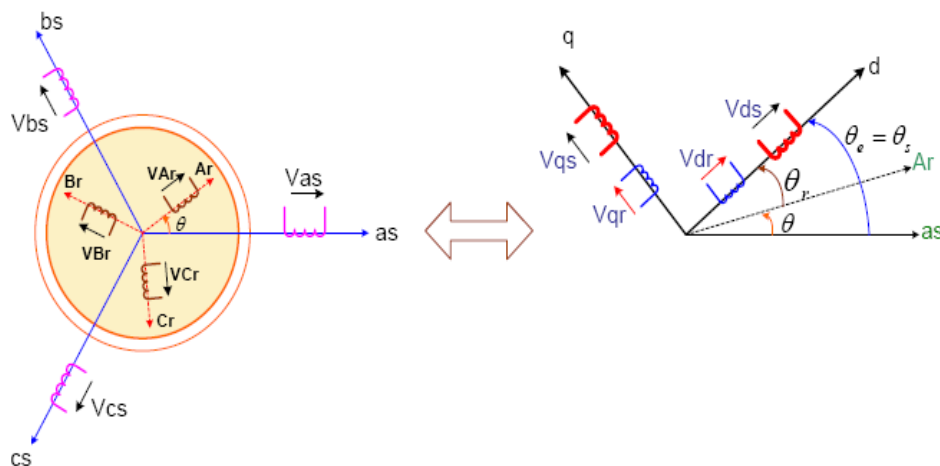 bs
Vbs
Br
VBr
VAr
Ar
θ
Vas
as
VCr
Cr
Vcs
cs
q
d
Vqs
Vds
Vqr
Vdr
θe = θs
θr
Ar
θ
as